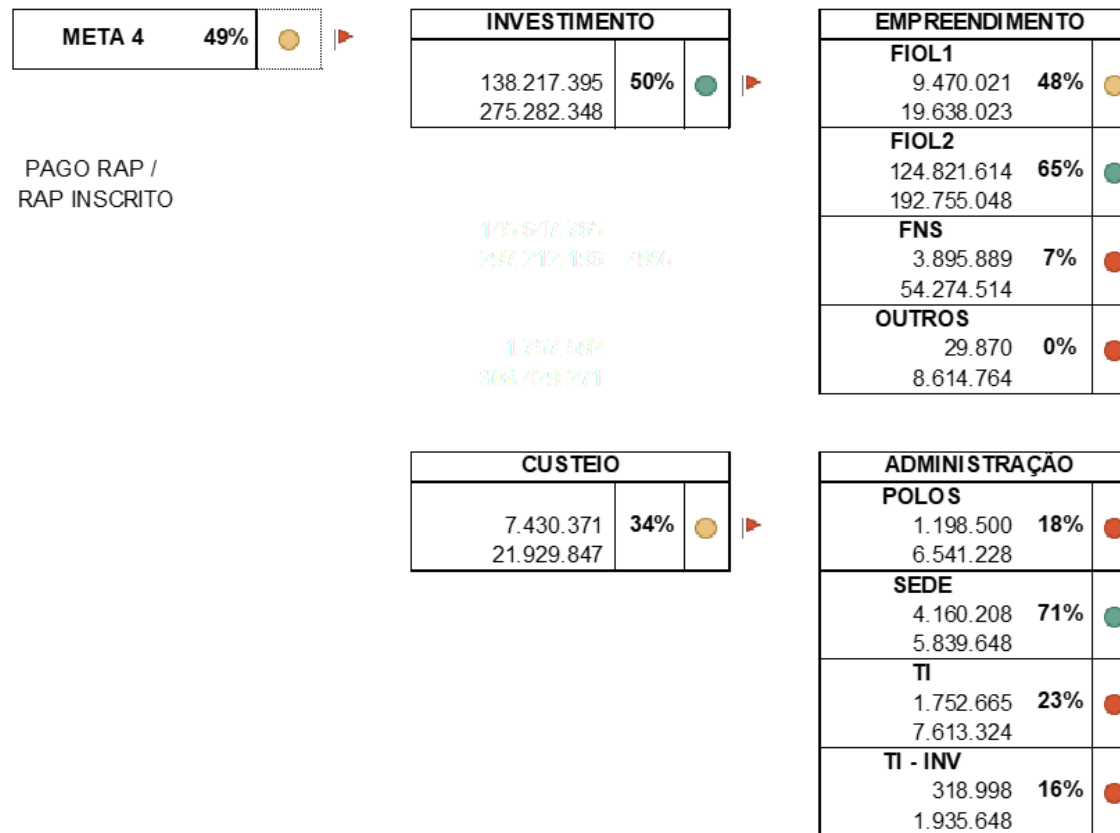 META 4 49%
PAGO RAP /
RAP INSCRITO
INVESTIMENTO
138.217.395 50%
275.282.348
CUSTEIO
7.430.371 34%
21.929.847
EMPREENDIMENTO
FIOL1
9.470.021 48%
19.638.023
FIOL2
124.821.614 65%
192.755.048
FNS
3.895.889 7%
54.274.514
OUTROS
29.870 0%
8.614.764
ADMINISTRAÇÃO
POLOS
1.198.500 18%
6.541.228
SEDE
4.160.208 71%
5.839.648
TI
1.752.665 23%
7.613.324
TI - INV
318.998 16%
1.935.648